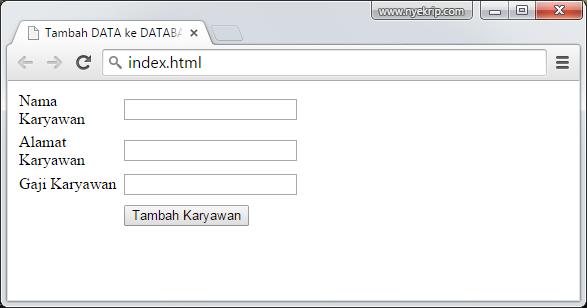 www.nyekrip.com
Tambah DATA ke DATABA
index.html
Nama
Karyawan
Alamat
Karyawan
Gaji Karyawan
Tambah Karyawan